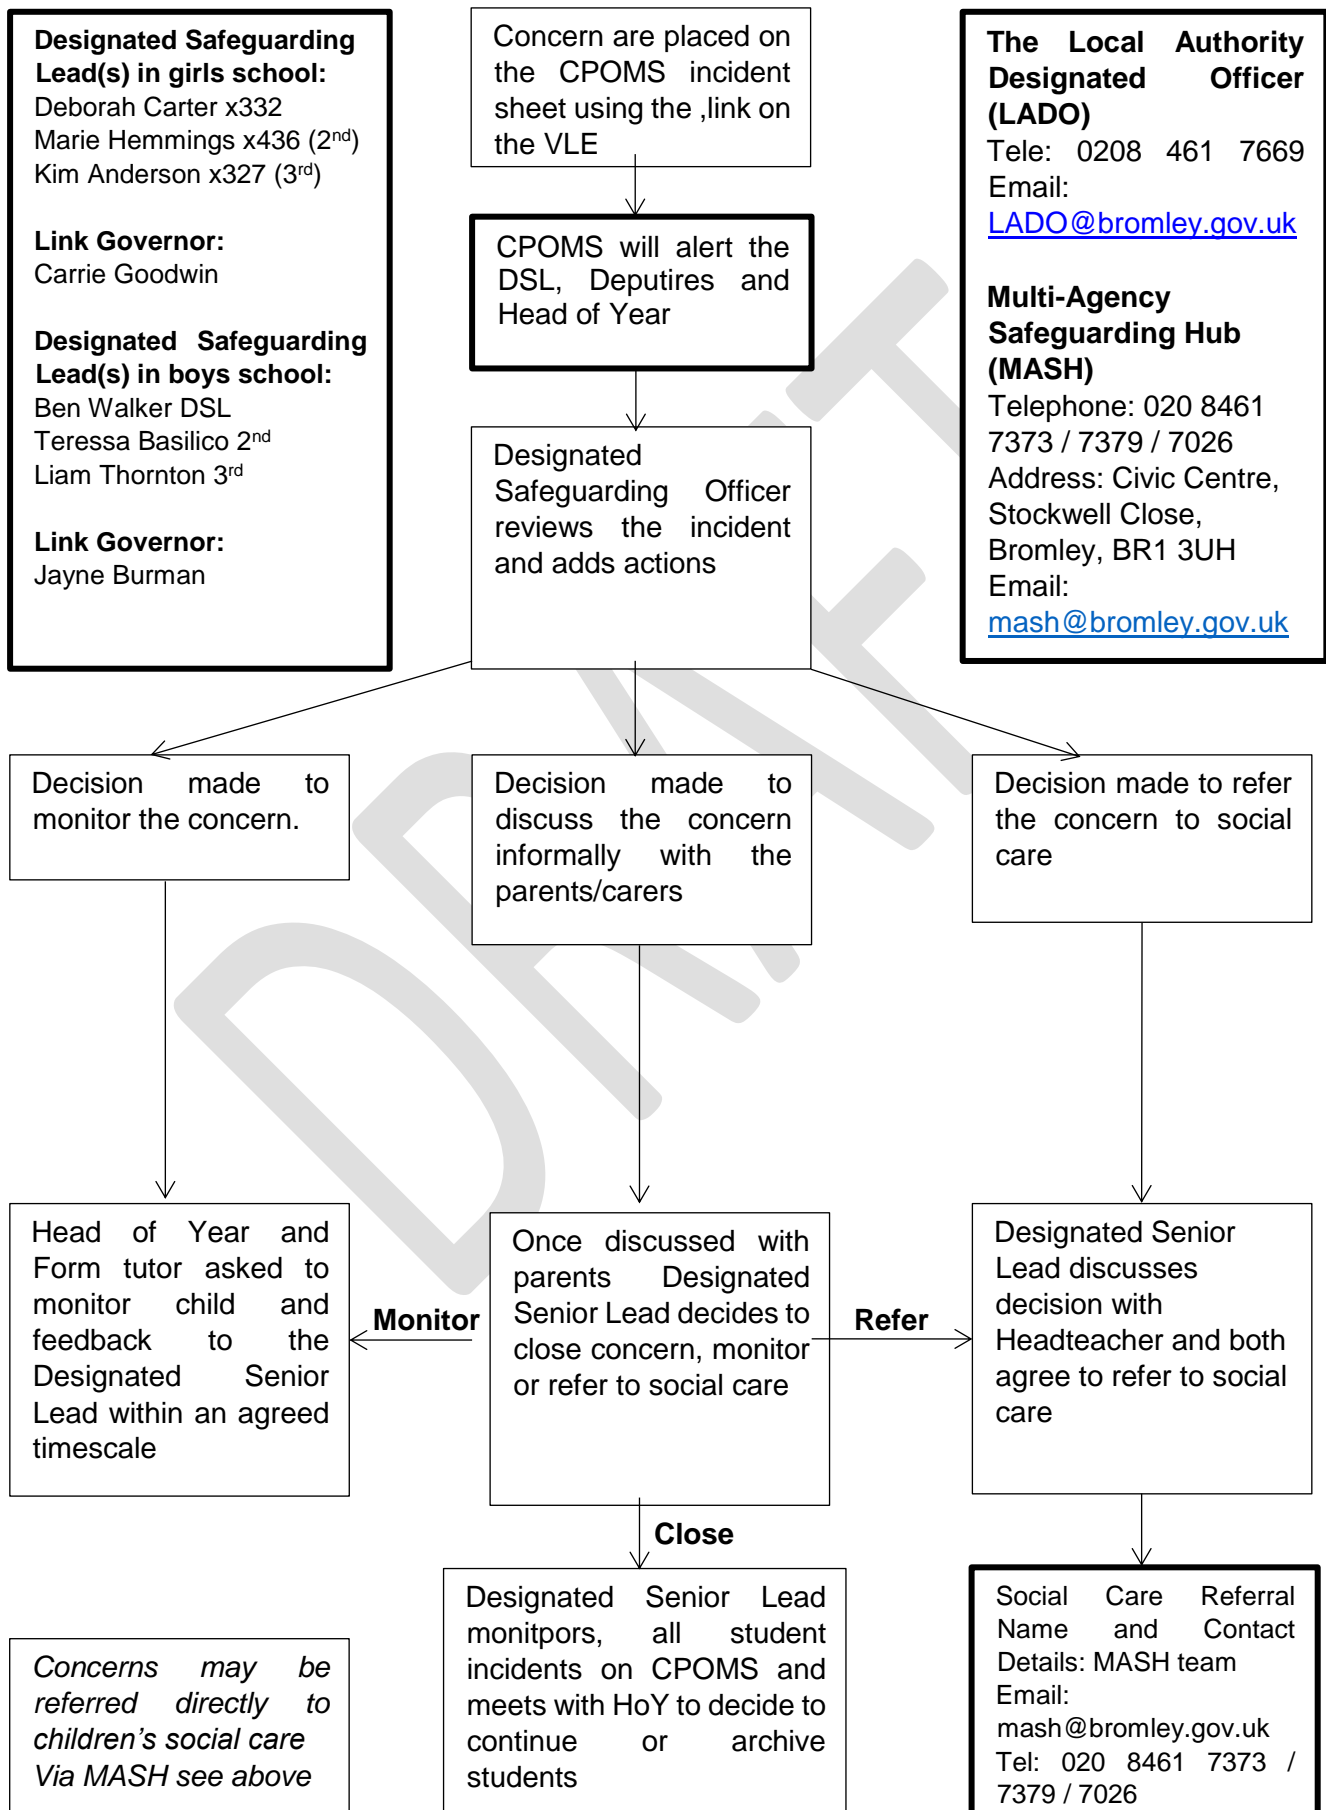 Designated Safeguarding
Lead(s) in girls school:
Deborah Carter x332
Marie Hemmings x436 (2nd)
Kim Anderson x327 (3rd)
Link Governor:
Carrie Goodwin
Designated Safeguarding
Lead(s) in boys school:
Ben Walker DSL
Teressa Basilico 2nd
Liam Thornton 3rd
Link Governor:
Jayne Burman
Concern are placed on
the CPOMS incident
sheet using the ,link on
the VLE
CPOMS will alert the
DSL, Deputires and
Head of Year
Designated
Safeguarding Officer
reviews the incident
and adds actions
The Local Authority
Designated Officer
(LADO)
Tele: 0208 461 7669
Email:
LADO@bromley.gov.uk
Multi-Agency
Safeguarding Hub
(MASH)
Telephone: 020 8461
7373 / 7379 / 7026
Address: Civic Centre,
Stockwell Close,
Bromley, BR1 3UH
Email:
mash@bromley.gov.uk
DRAFT
Decision made to
monitor the concern.
Decision made to
discuss the concern
informally with the
parents/carers
Decision made to refer
the concern to social
care
Head of Year and
Form tutor asked to
monitor child and
feedback to the
Designated Senior
Lead within an agreed
timescale
Monitor
Once discussed with
parents Designated
Senior Lead decides to
close concern, monitor
or refer to social care
Refer
Designated Senior
Lead discusses
decision with
Headteacher and both
agree to refer to social
care
Close
Concerns may be
referred directly to
children’s social care
Via MASH see above
Designated Senior Lead
monitpors, all student
incidents on CPOMS and
meets with HoY to decide to
continue or archive
students
Social Care Referral
Name and Contact
Details: MASH team
Email:
mash@bromley.gov.uk
Tel: 020 8461 7373 /
7379 / 7026